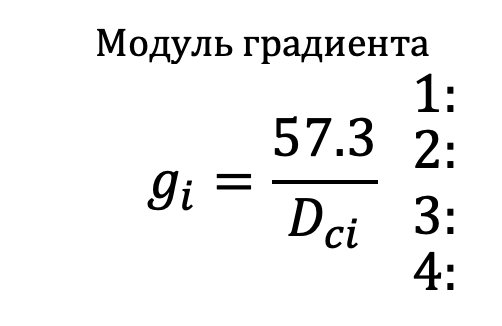 Модуль градиента
g_i = 57.3 / D_ci
1:
2:
3:
4: